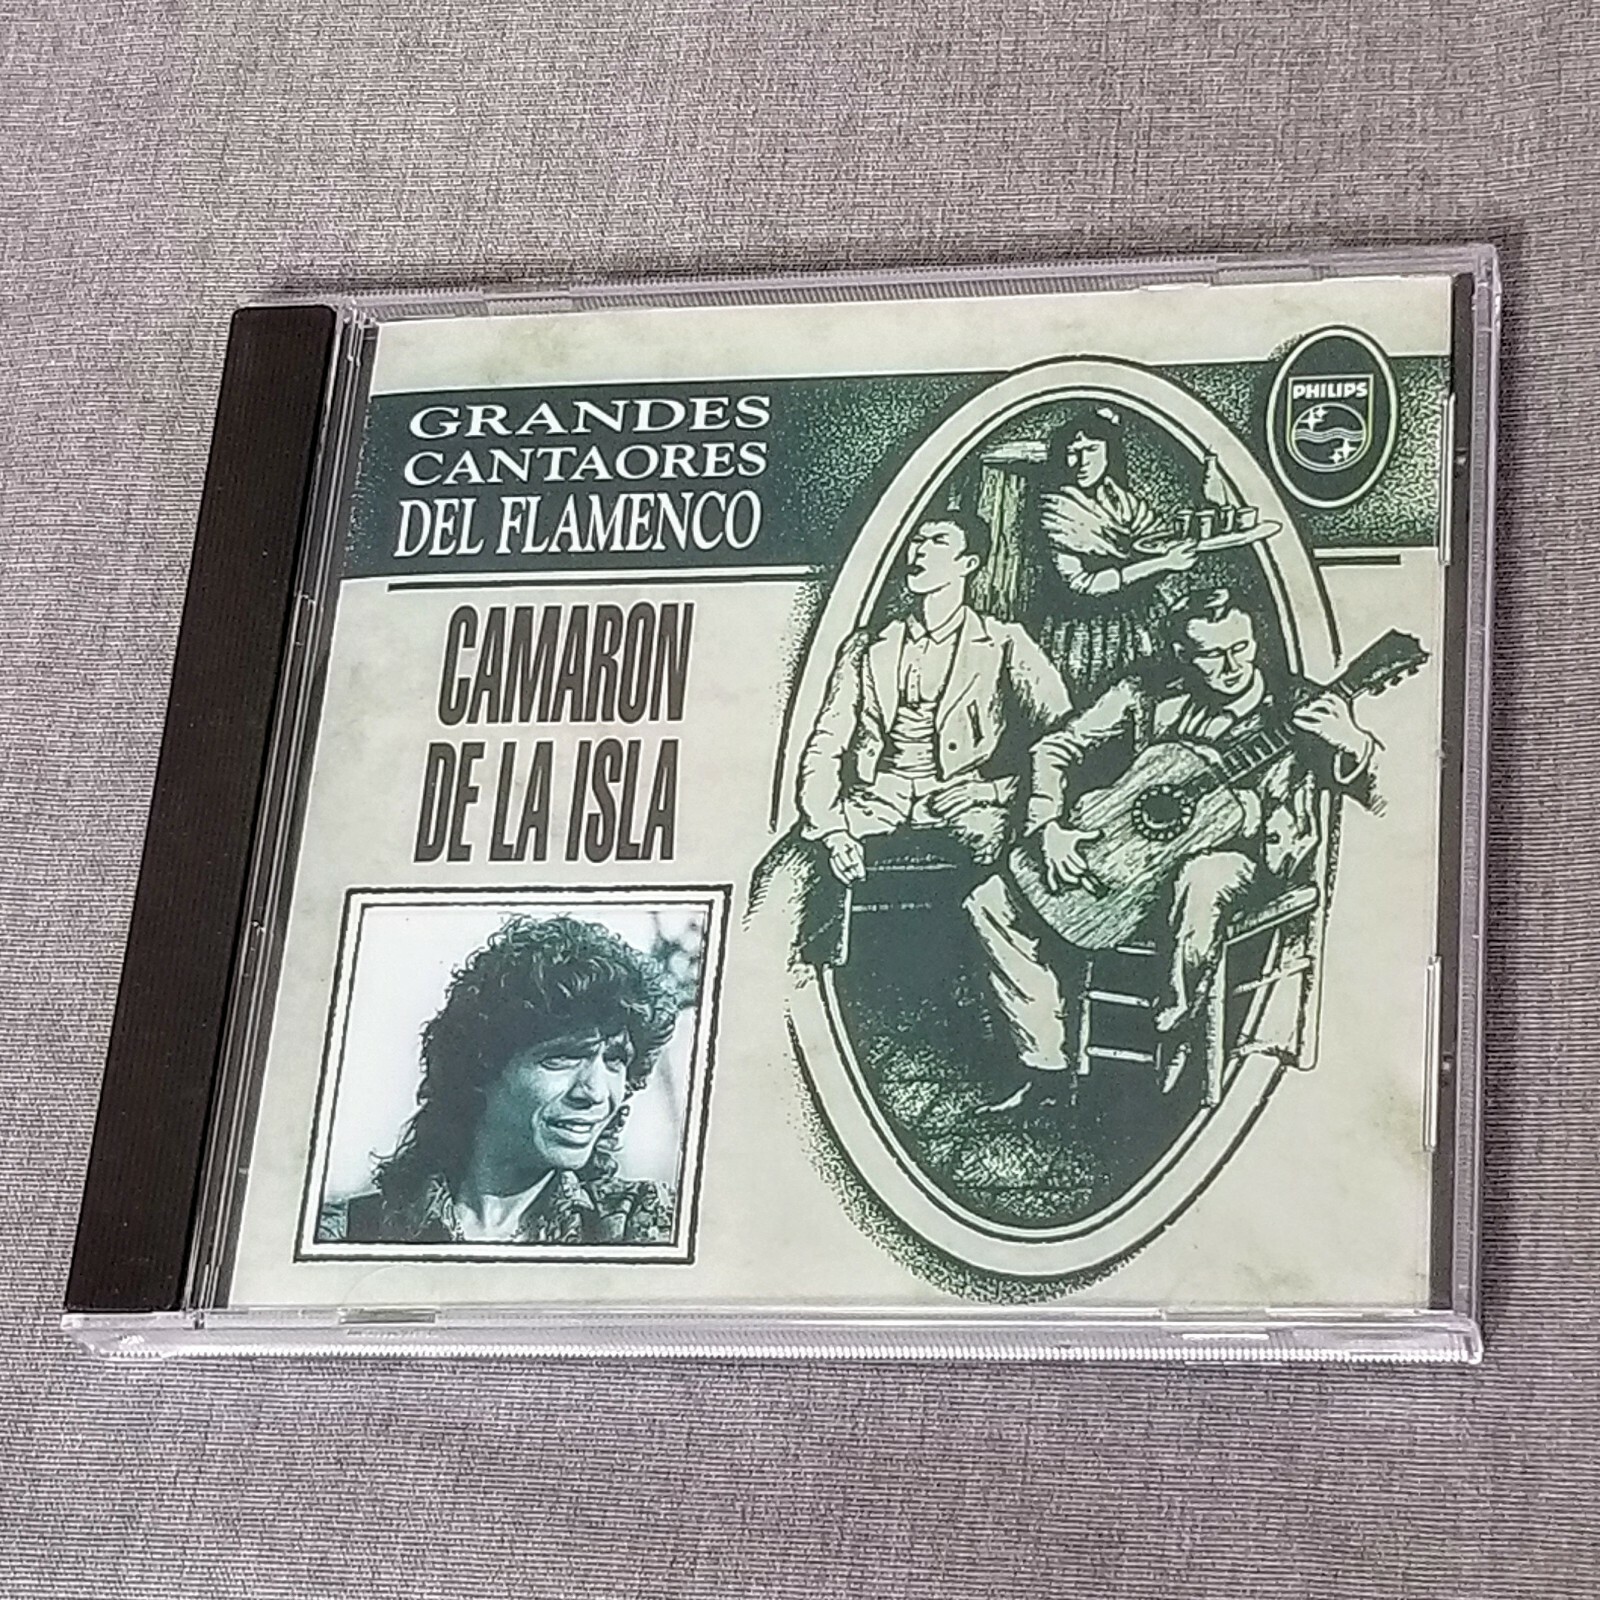 GRANDES
CANTAORES
DEL FLAMENCO
PHILIPS
CAMARON
DE LA ISLA